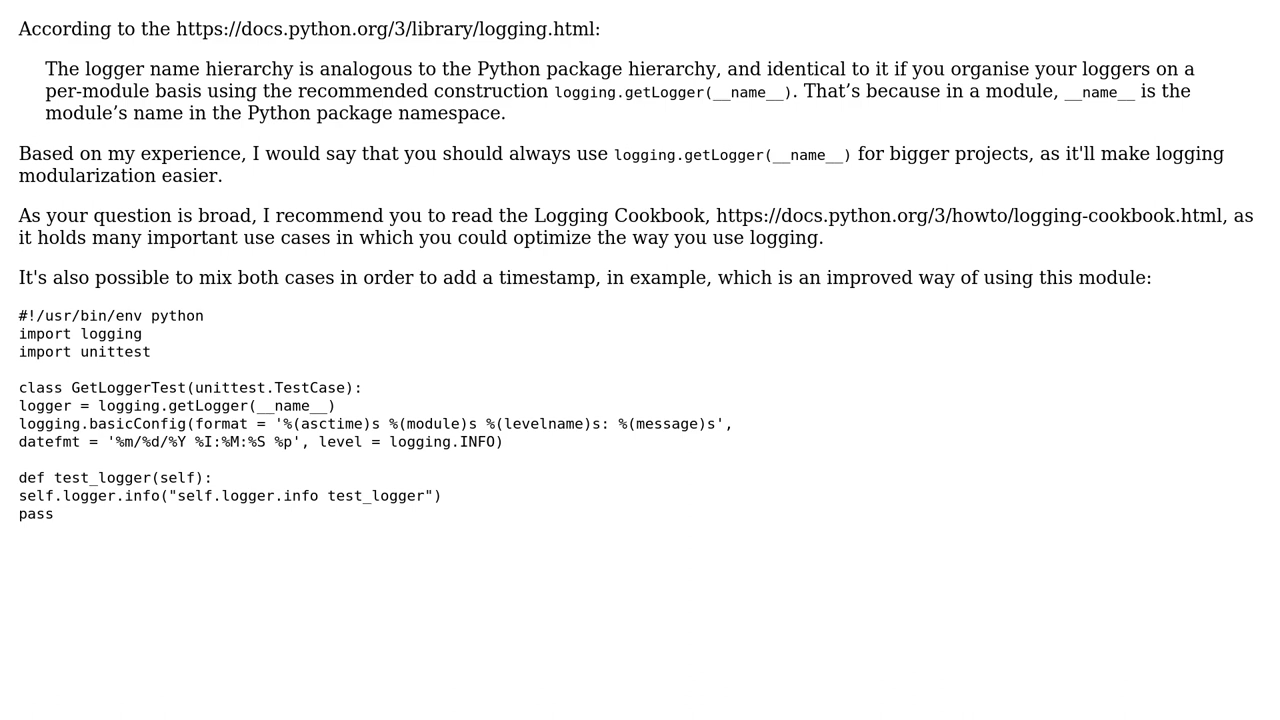 According to the https://docs.python.org/3/library/logging.html:
The logger name hierarchy is analogous to the Python package hierarchy, and identical to it if you organise your loggers on a
per-module basis using the recommended construction logging.getLogger(__name__). That’s because in a module, __name__ is the
module’s name in the Python package namespace.
Based on my experience, I would say that you should always use logging.getLogger(__name__) for bigger projects, as it'll make logging
modularization easier.
As your question is broad, I recommend you to read the Logging Cookbook, https://docs.python.org/3/howto/logging-cookbook.html, as
it holds many important use cases in which you could optimize the way you use logging.
It's also possible to mix both cases in order to add a timestamp, in example, which is an improved way of using this module:
#!/usr/bin/env python
import logging
import unittest
class GetLoggerTest(unittest.TestCase):
logger = logging.getLogger(__name__)
logging.basicConfig(format = '%(asctime)s %(module)s %(levelname)s: %(message)s',
datefmt = '%m/%d/%Y %I:%M:%S %p', level = logging.INFO)
def test_logger(self):
self.logger.info("self.logger.info test_logger")
pass